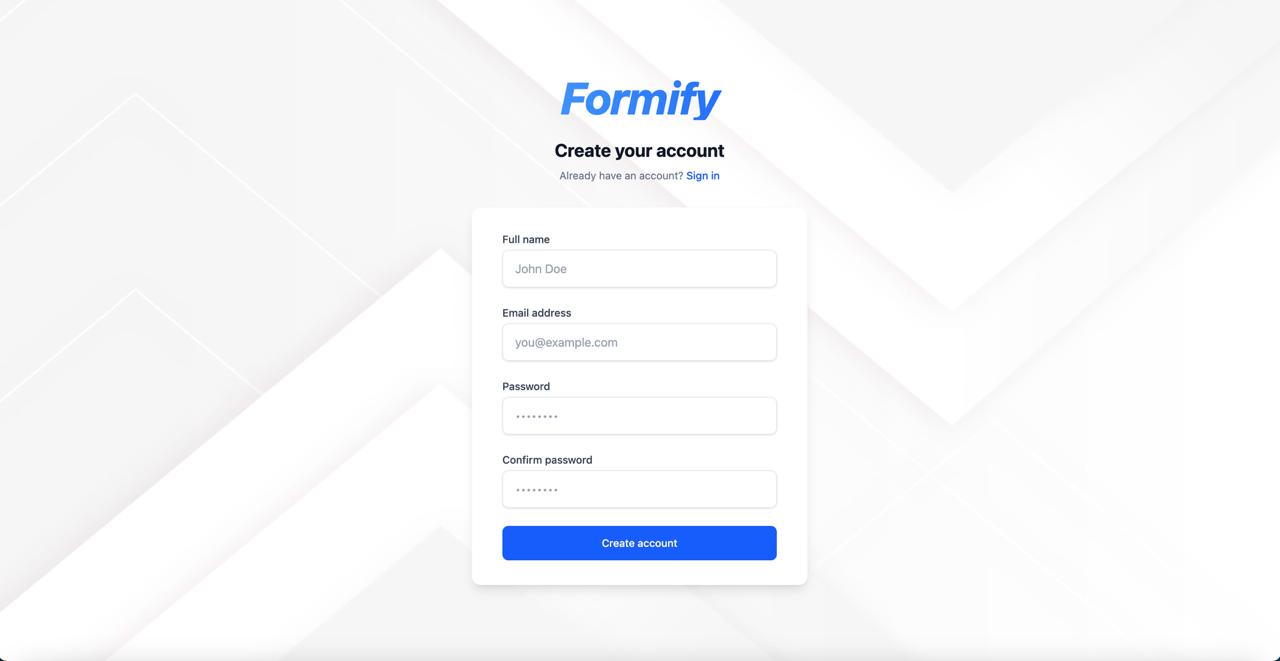 Formify
Create your account
Already have an account? Sign in
Full name
John Doe
Email address
you@example.com
Password
••••••••
Confirm password
••••••••
Create account